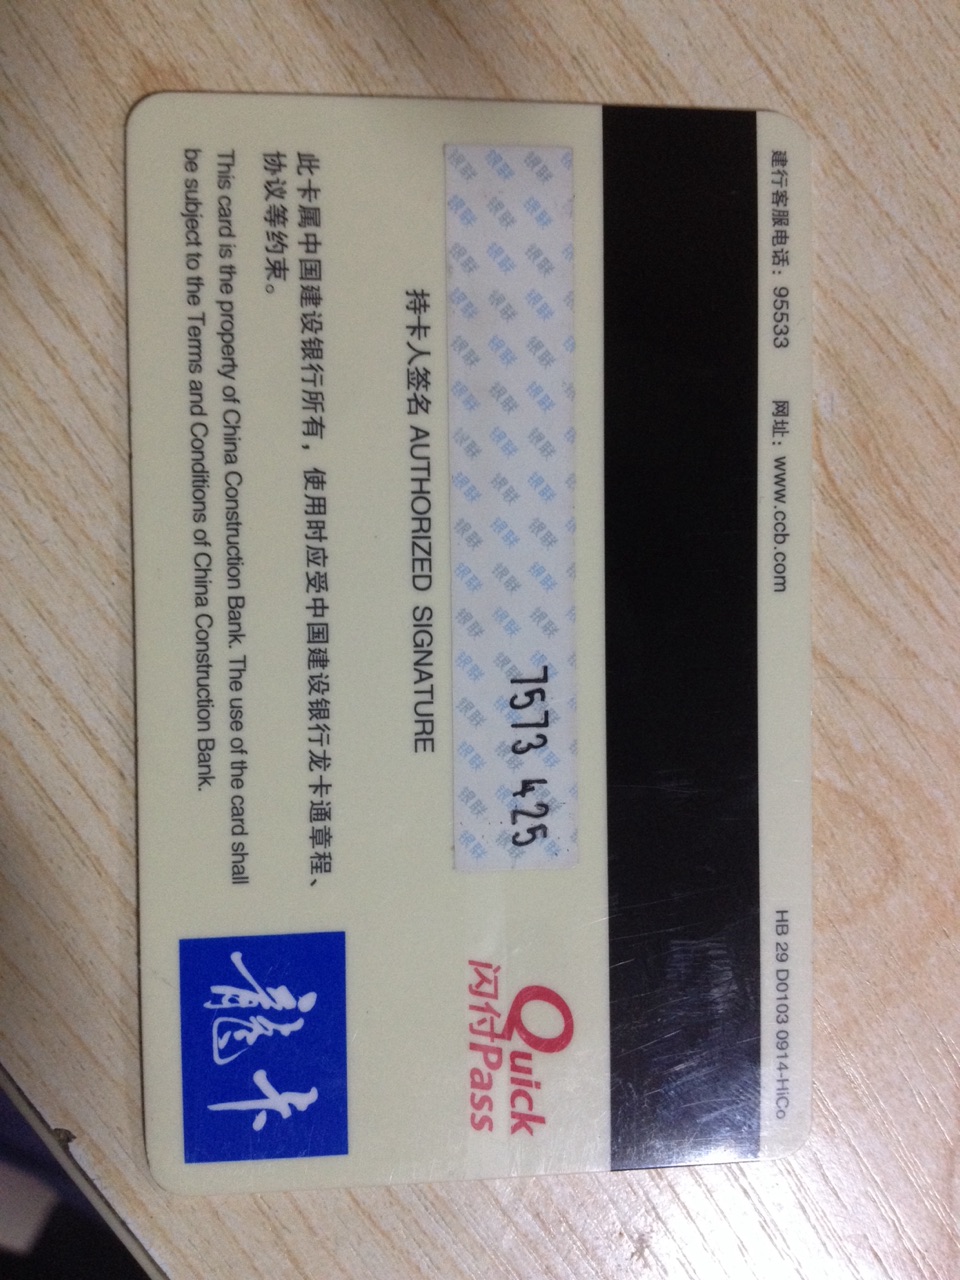 建行客服电话：95533 网址：www.ccb.com HB 29 D0103 0914-HiCo
银联
7573 425
持卡人签名 AUTHORIZED SIGNATURE
Quick
闪付Pass
此卡属中国建设银行所有，使用时应受中国建设银行龙卡通章程、
协议等约束。
This card is the property of China Construction Bank. The use of the card shall
be subject to the Terms and Conditions of China Construction Bank.
龍卡